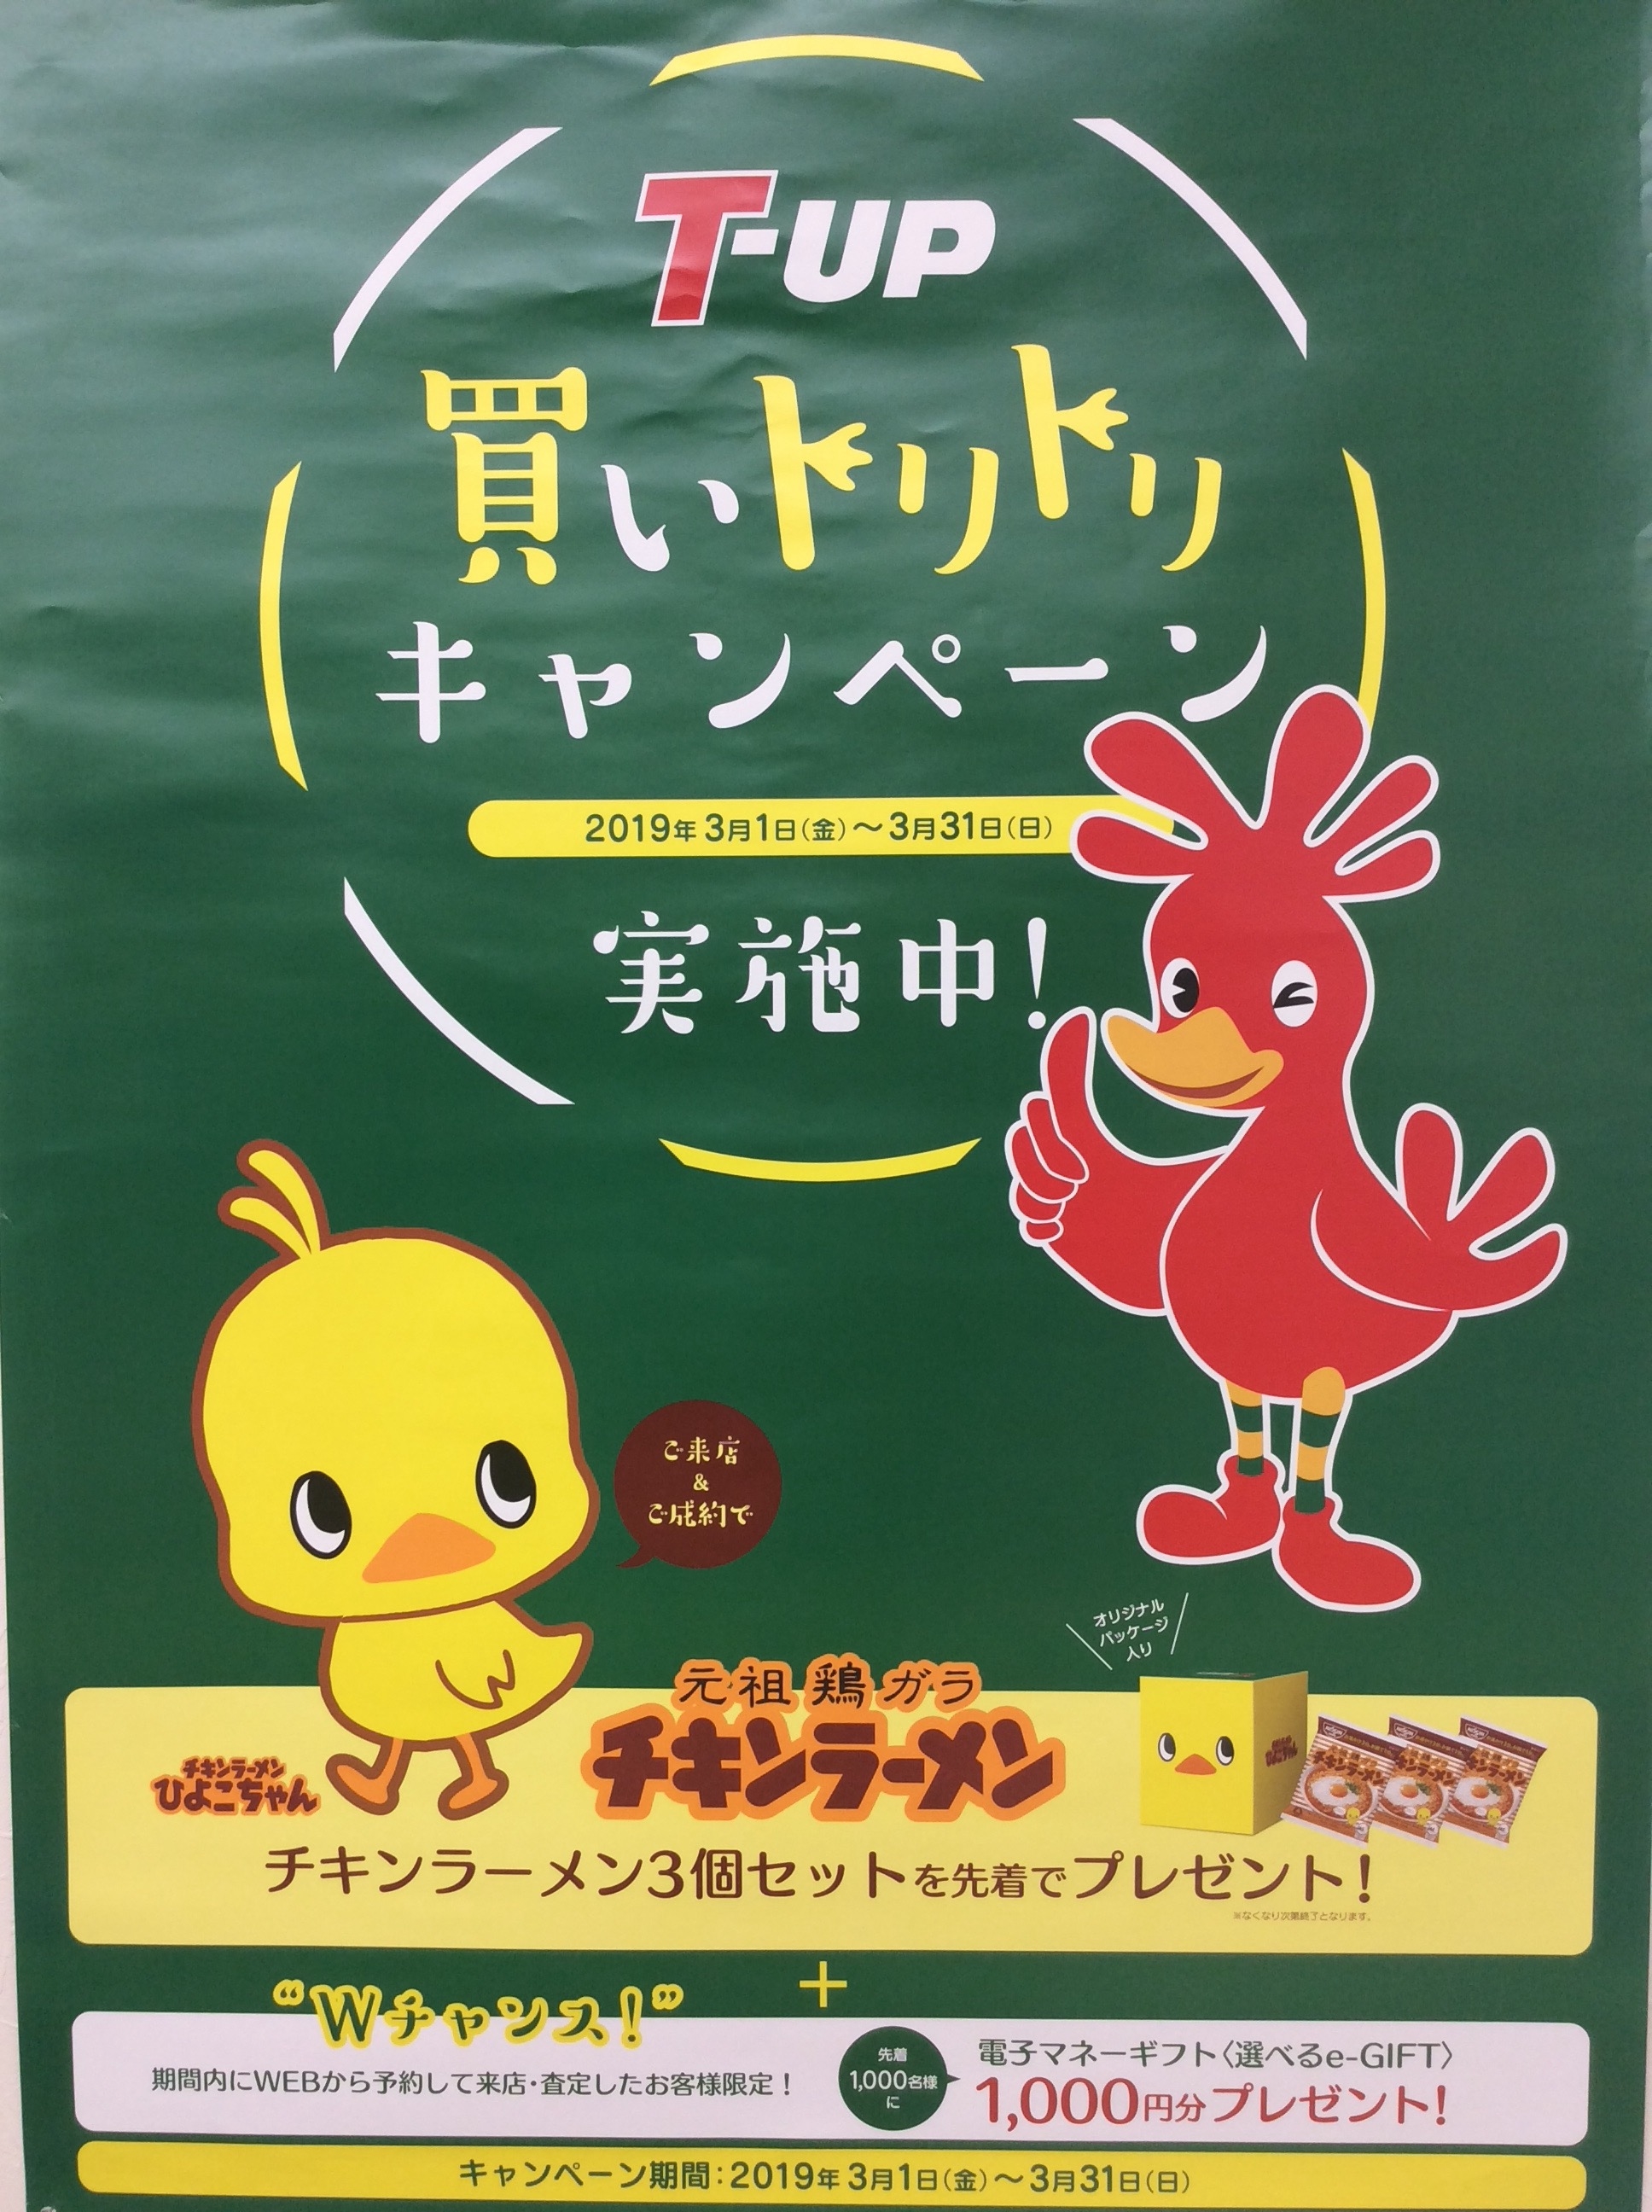 T-UP
買いトリトリ
キャンペーン
2019年3月1日(金)～3月31日(日)
実施中!
ご来店
&
ご成約で
オリジナル
パッケージ
入り
元祖鶏ガラ
チキンラーメン
チキンラーメン
ひよこちゃん
チキンラーメン3個セットを先着でプレゼント!
※なくなり次第終了となります。
+
“Wチャンス!”
期間内にWEBから予約して来店・査定したお客様限定!
先着
1,000名様
に
電子マネーギフト〈選べるe-GIFT〉
1,000円分プレゼント!
キャンペーン期間:2019年3月1日(金)～3月31日(日)